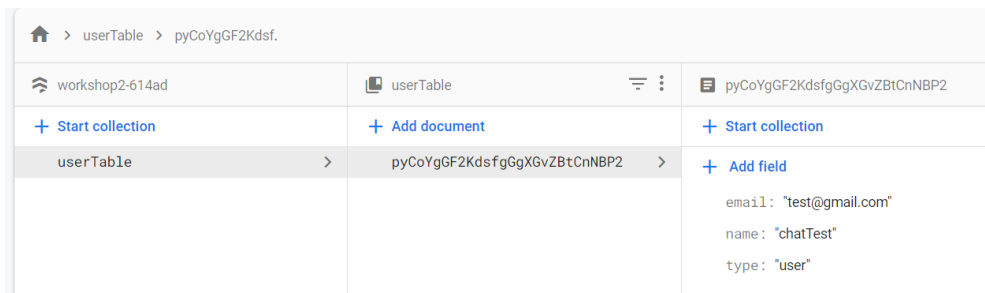 userTable > pyCoYgGF2Kdsf.
workshop2-614ad
userTable
pyCoYgGF2KdsfgGgXGvZBtCnNBP2
+ Start collection
+ Add document
+ Start collection
userTable
pyCoYgGF2KdsfgGgXGvZBtCnNBP2
+ Add field
email: "test@gmail.com"
name: "chatTest"
type: "user"